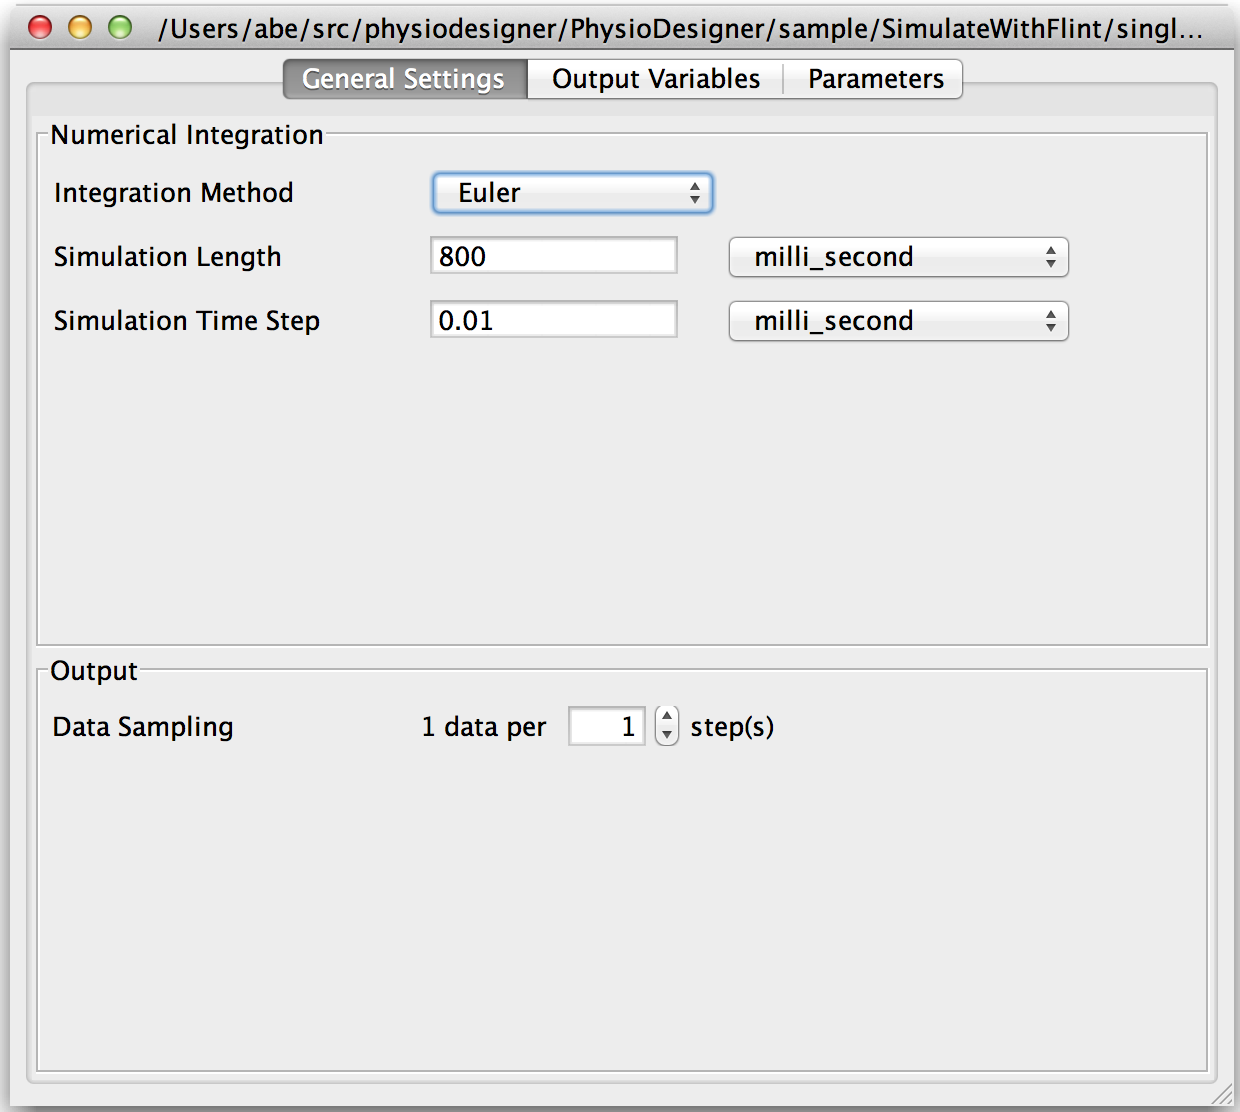 /Users/abe/src/physiodesigner/PhysioDesigner/sample/SimulateWithFlint/singl...
General Settings Output Variables Parameters
Numerical Integration
Integration Method Euler
Simulation Length 800 milli_second
Simulation Time Step 0.01 milli_second
Output
Data Sampling 1 data per 1 step(s)